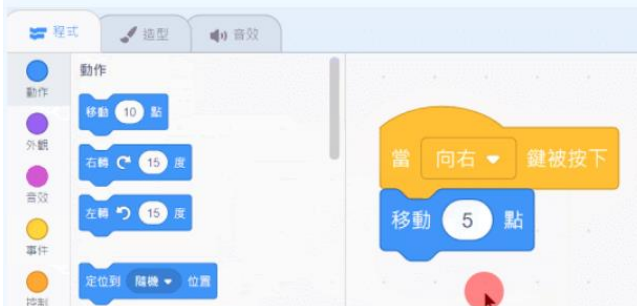 程式 造型 音效
動作
動作
移動 10 點
外觀
右轉 15 度
音效
左轉 15 度
事件
定位到 隨機 位置
控制
當 向右 鍵被按下
移動 5 點